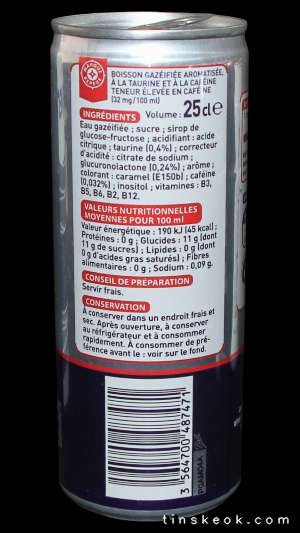 BOISSON GAZÉIFIÉE AROMATISÉE,
À LA TAURINE ET À LA CAFÉINE
TENEUR ÉLEVÉE EN CAFÉINE
(32 mg / 100 ml)
INGRÉDIENTS Volume : 25 cl e
Eau gazéifiée ; sucre ; sirop de
glucose-fructose ; acidifiant : acide
citrique ; taurine (0,4%) ; correcteur
d'acidité : citrate de sodium ;
glucuronolactone (0,24%) ; arôme ;
colorant : caramel (E150b) ; caféine
(0,032%) ; inositol ; vitamines : B3,
B5, B6, B2, B12.
VALEURS NUTRITIONNELLES
MOYENNES POUR 100 ml
Valeur énergétique : 190 kJ (45 kcal) ;
Protéines : 0 g ; Glucides : 11 g (dont
11 g de sucres) ; Lipides : 0 g (dont
0 g d'acides gras saturés) ; Fibres
alimentaires : 0 g ; Sodium : 0,09 g.
CONSEIL DE PRÉPARATION
Servir frais.
CONSERVATION
À conserver dans un endroit frais et
sec. Après ouverture, à conserver
au réfrigérateur et à consommer
rapidement. À consommer de pré-
férence avant le : voir sur le fond.
3 564700 487471
tinskeok.com